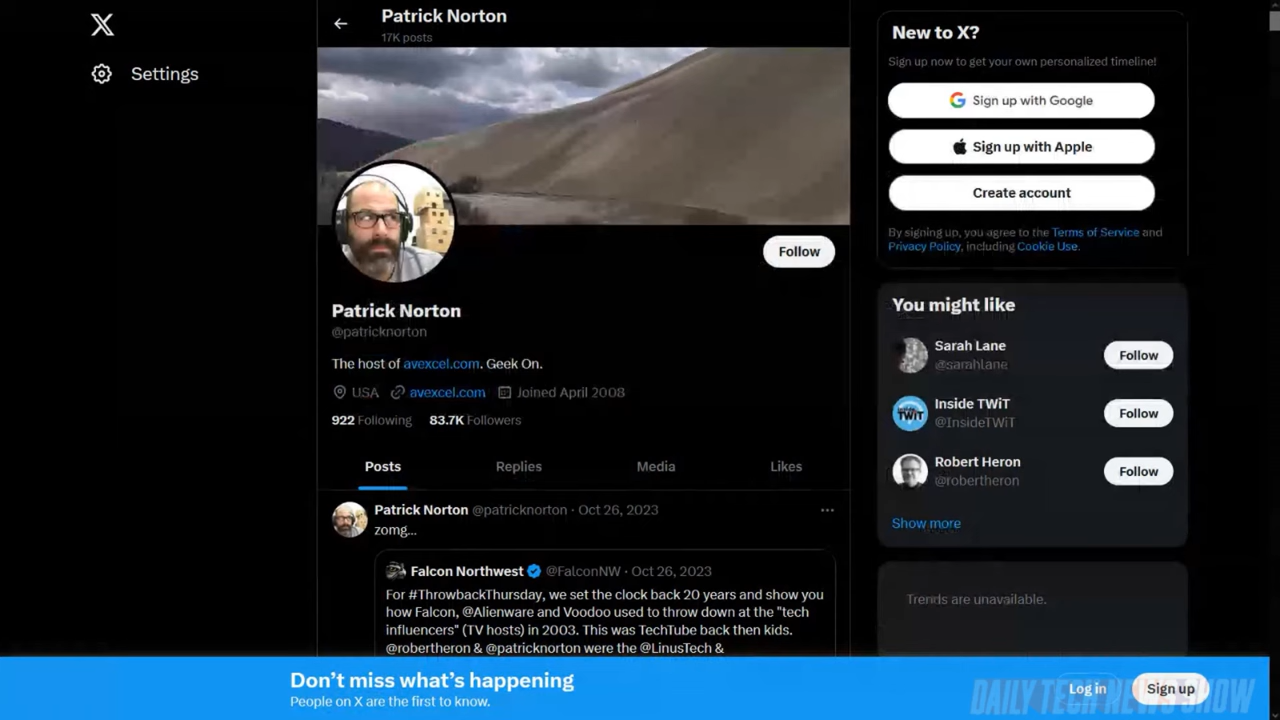 Patrick Norton
17K posts
Settings
Follow
Patrick Norton
@patricknorton
The host of avexcel.com. Geek On.
USA avexcel.com Joined April 2008
922 Following 83.7K Followers
Posts Replies Media Likes
Patrick Norton @patricknorton · Oct 26, 2023
zomg...
Falcon Northwest @FalconNW · Oct 26, 2023
For #ThrowbackThursday, we set the clock back 20 years and show you
how Falcon, @Alienware and Voodoo used to throw down at the "tech
influencers" (TV hosts) in 2003. This was TechTube back then kids.
@robertheron & @patricknorton were the @LinusTech &
New to X?
Sign up now to get your own personalized timeline!
Sign up with Google
Sign up with Apple
Create account
By signing up, you agree to the Terms of Service and
Privacy Policy, including Cookie Use.
You might like
Sarah Lane
@sarahlane
Follow
Inside TWiT
@InsideTWiT
Follow
Robert Heron
@robertheron
Follow
Show more
Trends are unavailable.
Don't miss what's happening
People on X are the first to know.
Log in
Sign up
DAILY TECH NEWS SHOW